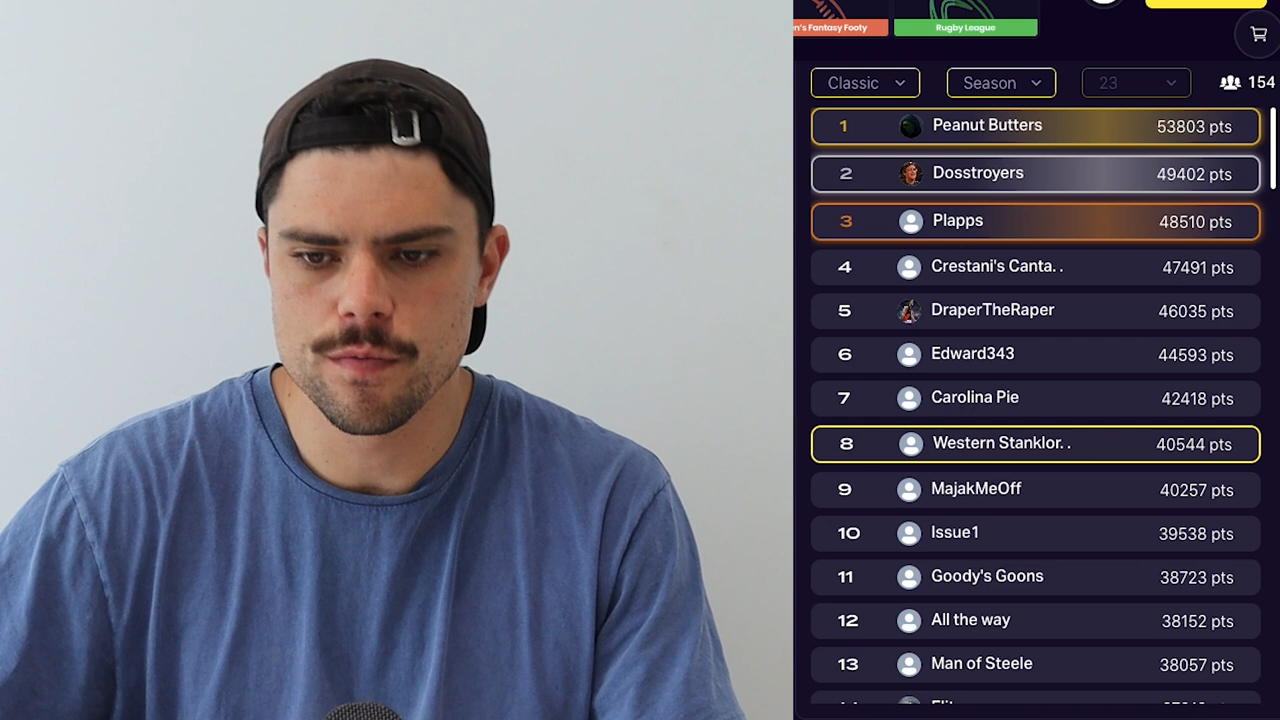 n's Fantasy Footy
Rugby League
Classic
Season
23
154
1 Peanut Butters 53803 pts
2 Dosstroyers 49402 pts
3 Plapps 48510 pts
4 Crestani's Canta. . 47491 pts
5 DraperTheRaper 46035 pts
6 Edward343 44593 pts
7 Carolina Pie 42418 pts
8 Western Stanklor. . 40544 pts
9 MajakMeOff 40257 pts
10 Issue1 39538 pts
11 Goody's Goons 38723 pts
12 All the way 38152 pts
13 Man of Steele 38057 pts